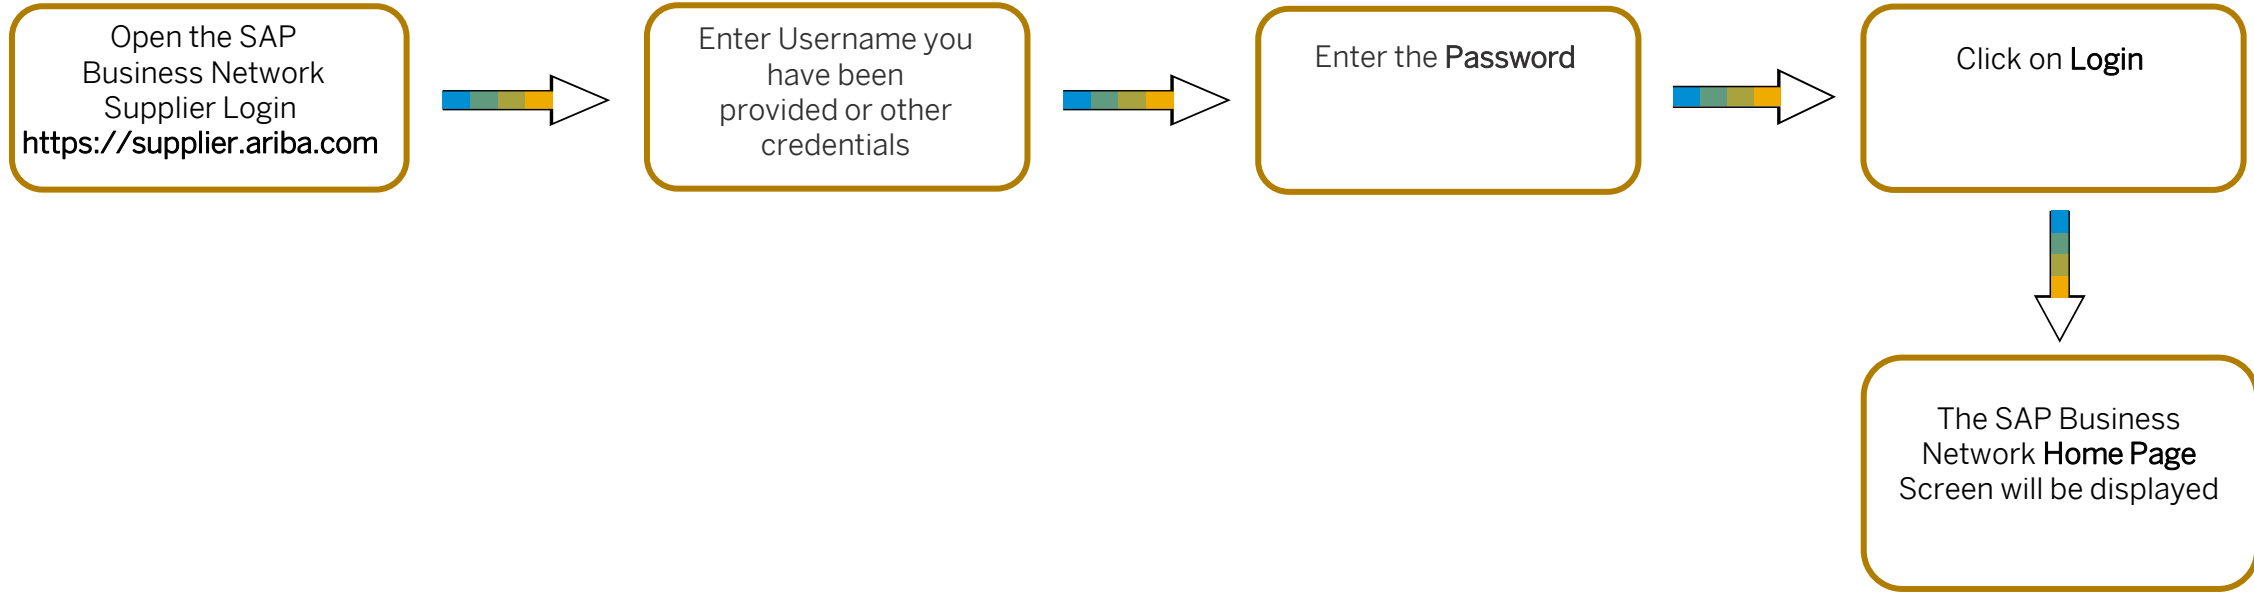 Open the SAP
Business Network
Supplier Login
https://supplier.ariba.com
Enter Username you
have been
provided or other
credentials
Enter the Password
Click on Login
The SAP Business
Network Home Page
Screen will be displayed